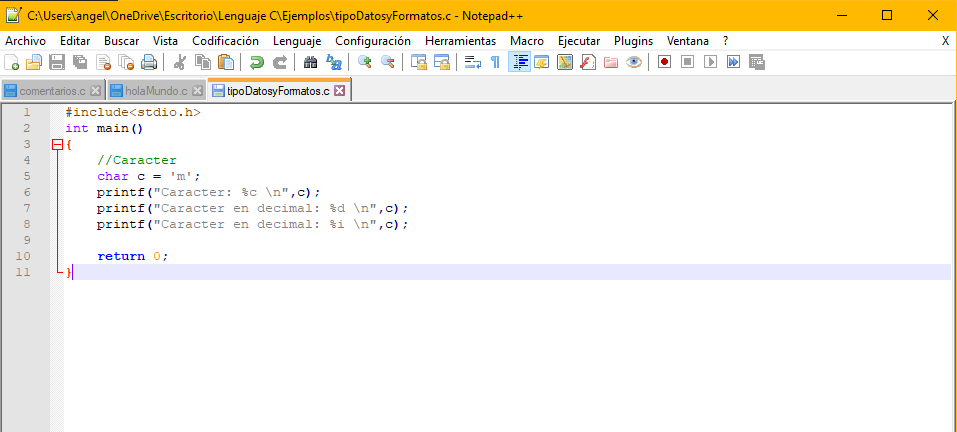 C:\Users\angel\OneDrive\Escritorio\Lenguaje C\Ejemplos\tipoDatosyFormatos.c - Notepad++
Archivo Editar Buscar Vista Codificación Lenguaje Configuración Herramientas Macro Ejecutar Plugins Ventana ? X
comentarios.c holaMundo.c tipoDatosyFormatos.c
1 #include<stdio.h>
2 int main()
3 {
4 //Caracter
5 char c = 'm';
6 printf("Caracter: %c \n",c);
7 printf("Caracter en decimal: %d \n",c);
8 printf("Caracter en decimal: %i \n",c);
9
10 return 0;
11 }